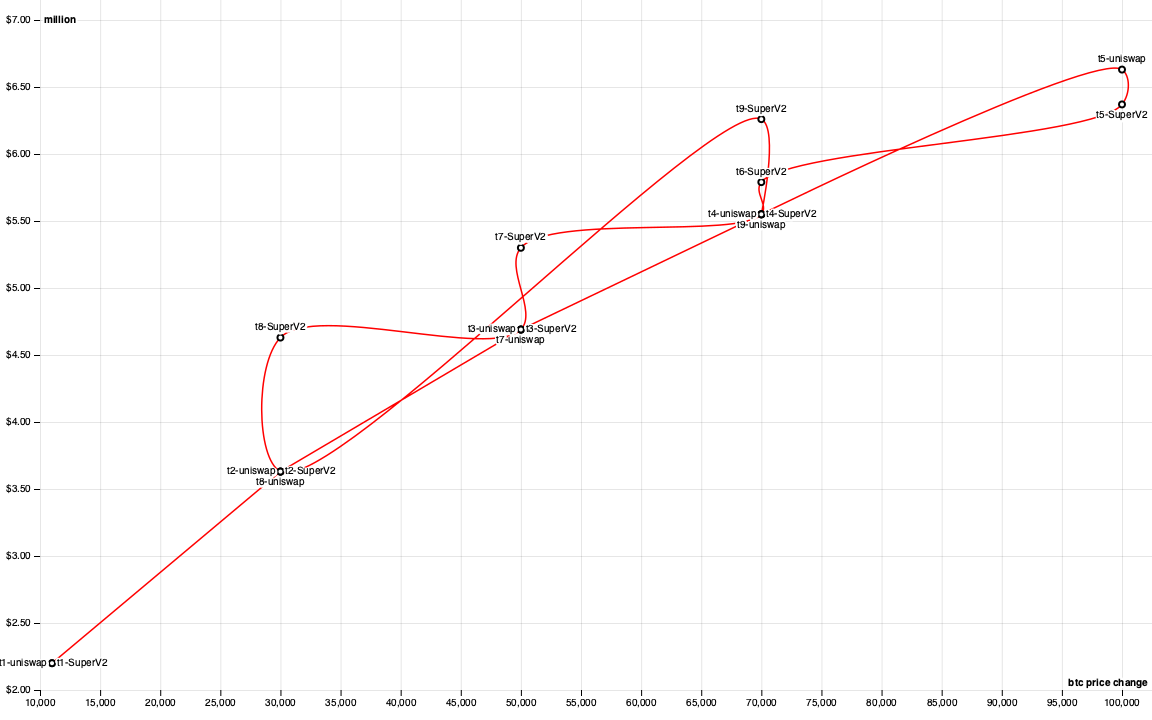 $7.00
million
t5-uniswap
$6.50
t9-SuperV2
t5-SuperV2
$6.00
t6-SuperV2
t4-uniswap
t4-SuperV2
$5.50
t9-uniswap
t7-SuperV2
$5.00
t8-SuperV2
t3-uniswap
t3-SuperV2
t7-uniswap
$4.50
$4.00
t2-uniswap
t2-SuperV2
t8-uniswap
$3.50
$3.00
$2.50
t1-uniswap
t1-SuperV2
btc price change
$2.00
10,000 15,000 20,000 25,000 30,000 35,000 40,000 45,000 50,000 55,000 60,000 65,000 70,000 75,000 80,000 85,000 90,000 95,000 100,000